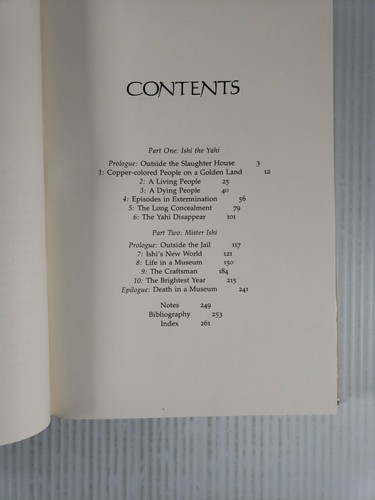 CONTENTS
Part One: Ishi the Yahi
Prologue: Outside the Slaughter House 3
1: Copper-colored People on a Golden Land 12
2: A Living People 25
3: A Dying People 40
4: Episodes in Extermination 56
5: The Long Concealment 79
6: The Yahi Disappear 101
Part Two: Mister Ishi
Prologue: Outside the Jail 117
7: Ishi's New World 121
8: Life in a Museum 150
9: The Craftsman 184
10: The Brightest Year 215
Epilogue: Death in a Museum 241
Notes 249
Bibliography 253
Index 261